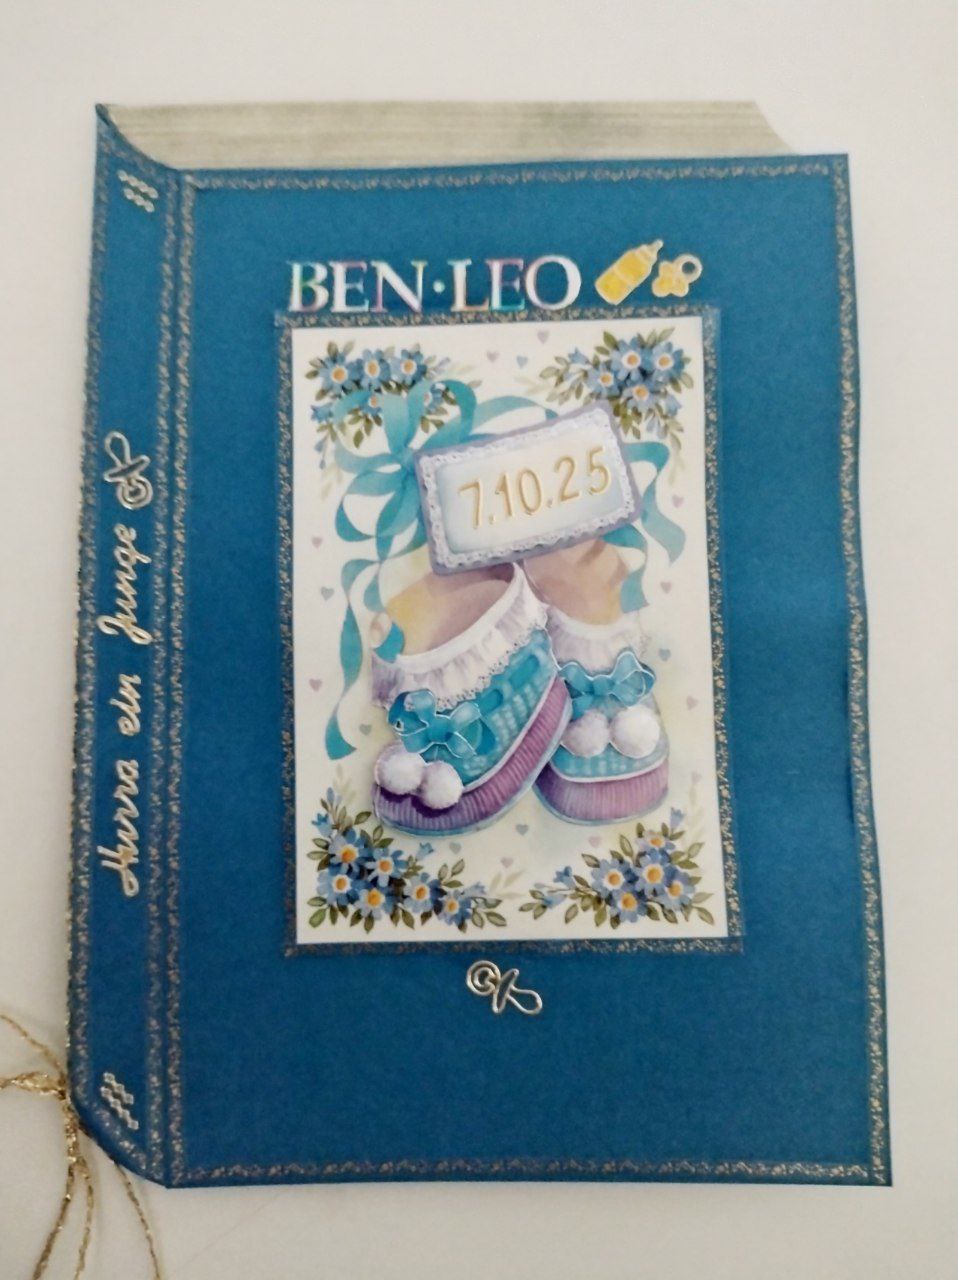 BEN·LEO
7.10.25
Hurra ein Junge